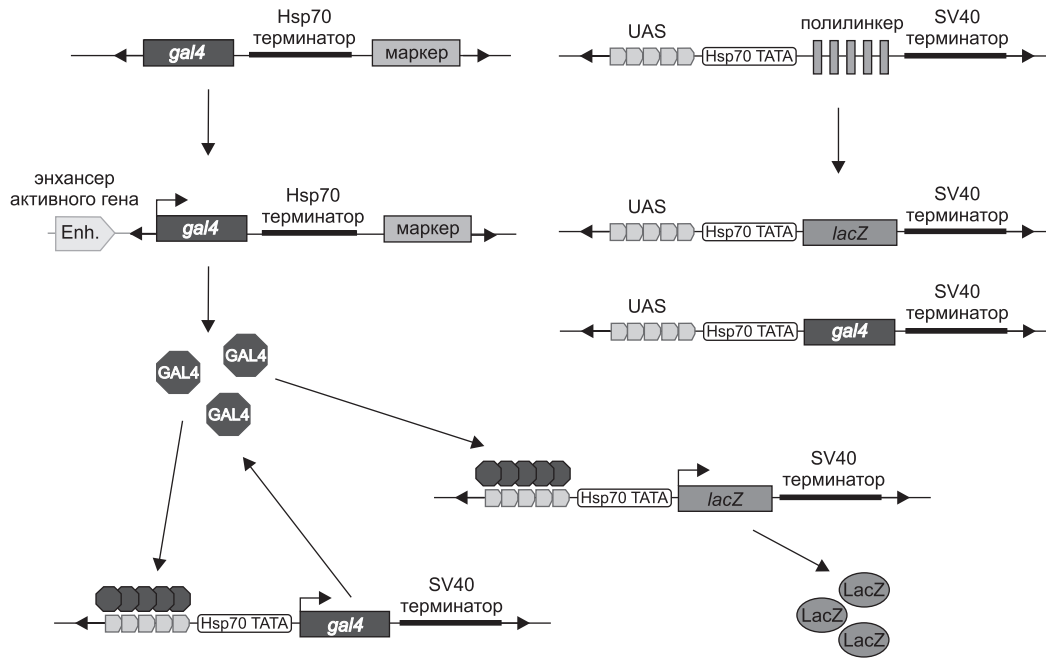 Hsp70
терминатор
gal4
маркер
UAS
полилинкер
SV40
терминатор
Hsp70 TATA
энхансер
активного гена
Enh.
gal4
Hsp70
терминатор
маркер
UAS
SV40
терминатор
Hsp70 TATA
lacZ
UAS
SV40
терминатор
Hsp70 TATA
gal4
GAL4
GAL4
GAL4
SV40
терминатор
Hsp70 TATA
lacZ
SV40
терминатор
Hsp70 TATA
gal4
LacZ
LacZ
LacZ